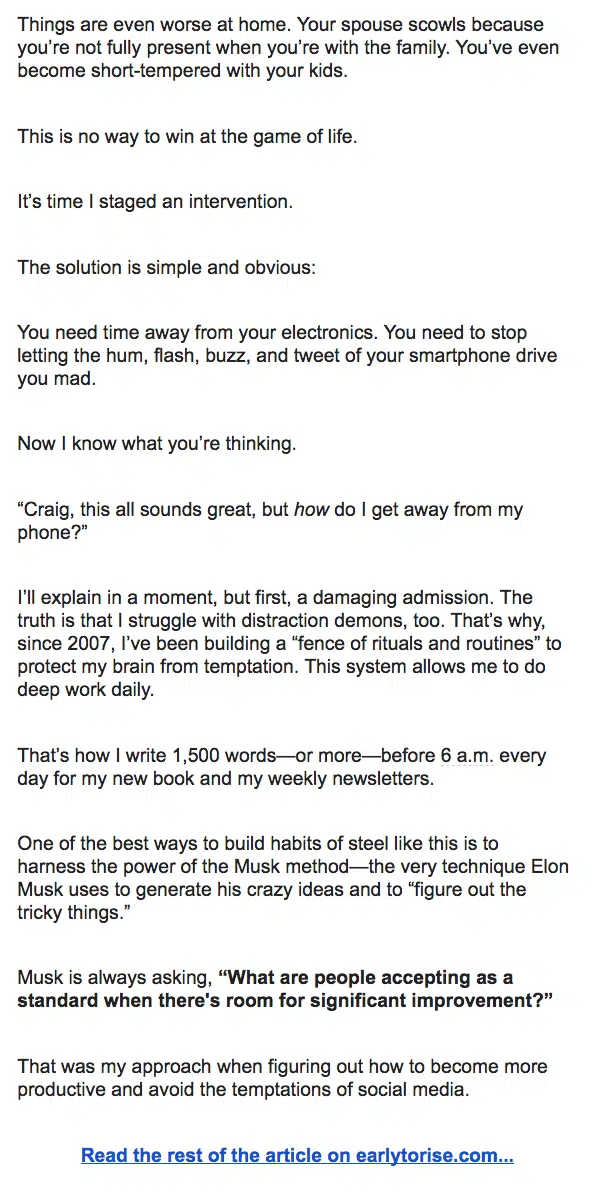 Things are even worse at home. Your spouse scowls because
you’re not fully present when you’re with the family. You’ve even
become short-tempered with your kids.
This is no way to win at the game of life.
It’s time I staged an intervention.
The solution is simple and obvious:
You need time away from your electronics. You need to stop
letting the hum, flash, buzz, and tweet of your smartphone drive
you mad.
Now I know what you’re thinking.
“Craig, this all sounds great, but how do I get away from my
phone?”
I’ll explain in a moment, but first, a damaging admission. The
truth is that I struggle with distraction demons, too. That’s why,
since 2007, I’ve been building a “fence of rituals and routines” to
protect my brain from temptation. This system allows me to do
deep work daily.
That’s how I write 1,500 words—or more—before 6 a.m. every
day for my new book and my weekly newsletters.
One of the best ways to build habits of steel like this is to
harness the power of the Musk method—the very technique Elon
Musk uses to generate his crazy ideas and to “figure out the
tricky things.”
Musk is always asking, “What are people accepting as a
standard when there's room for significant improvement?”
That was my approach when figuring out how to become more
productive and avoid the temptations of social media.
Read the rest of the article on earlytorise.com...